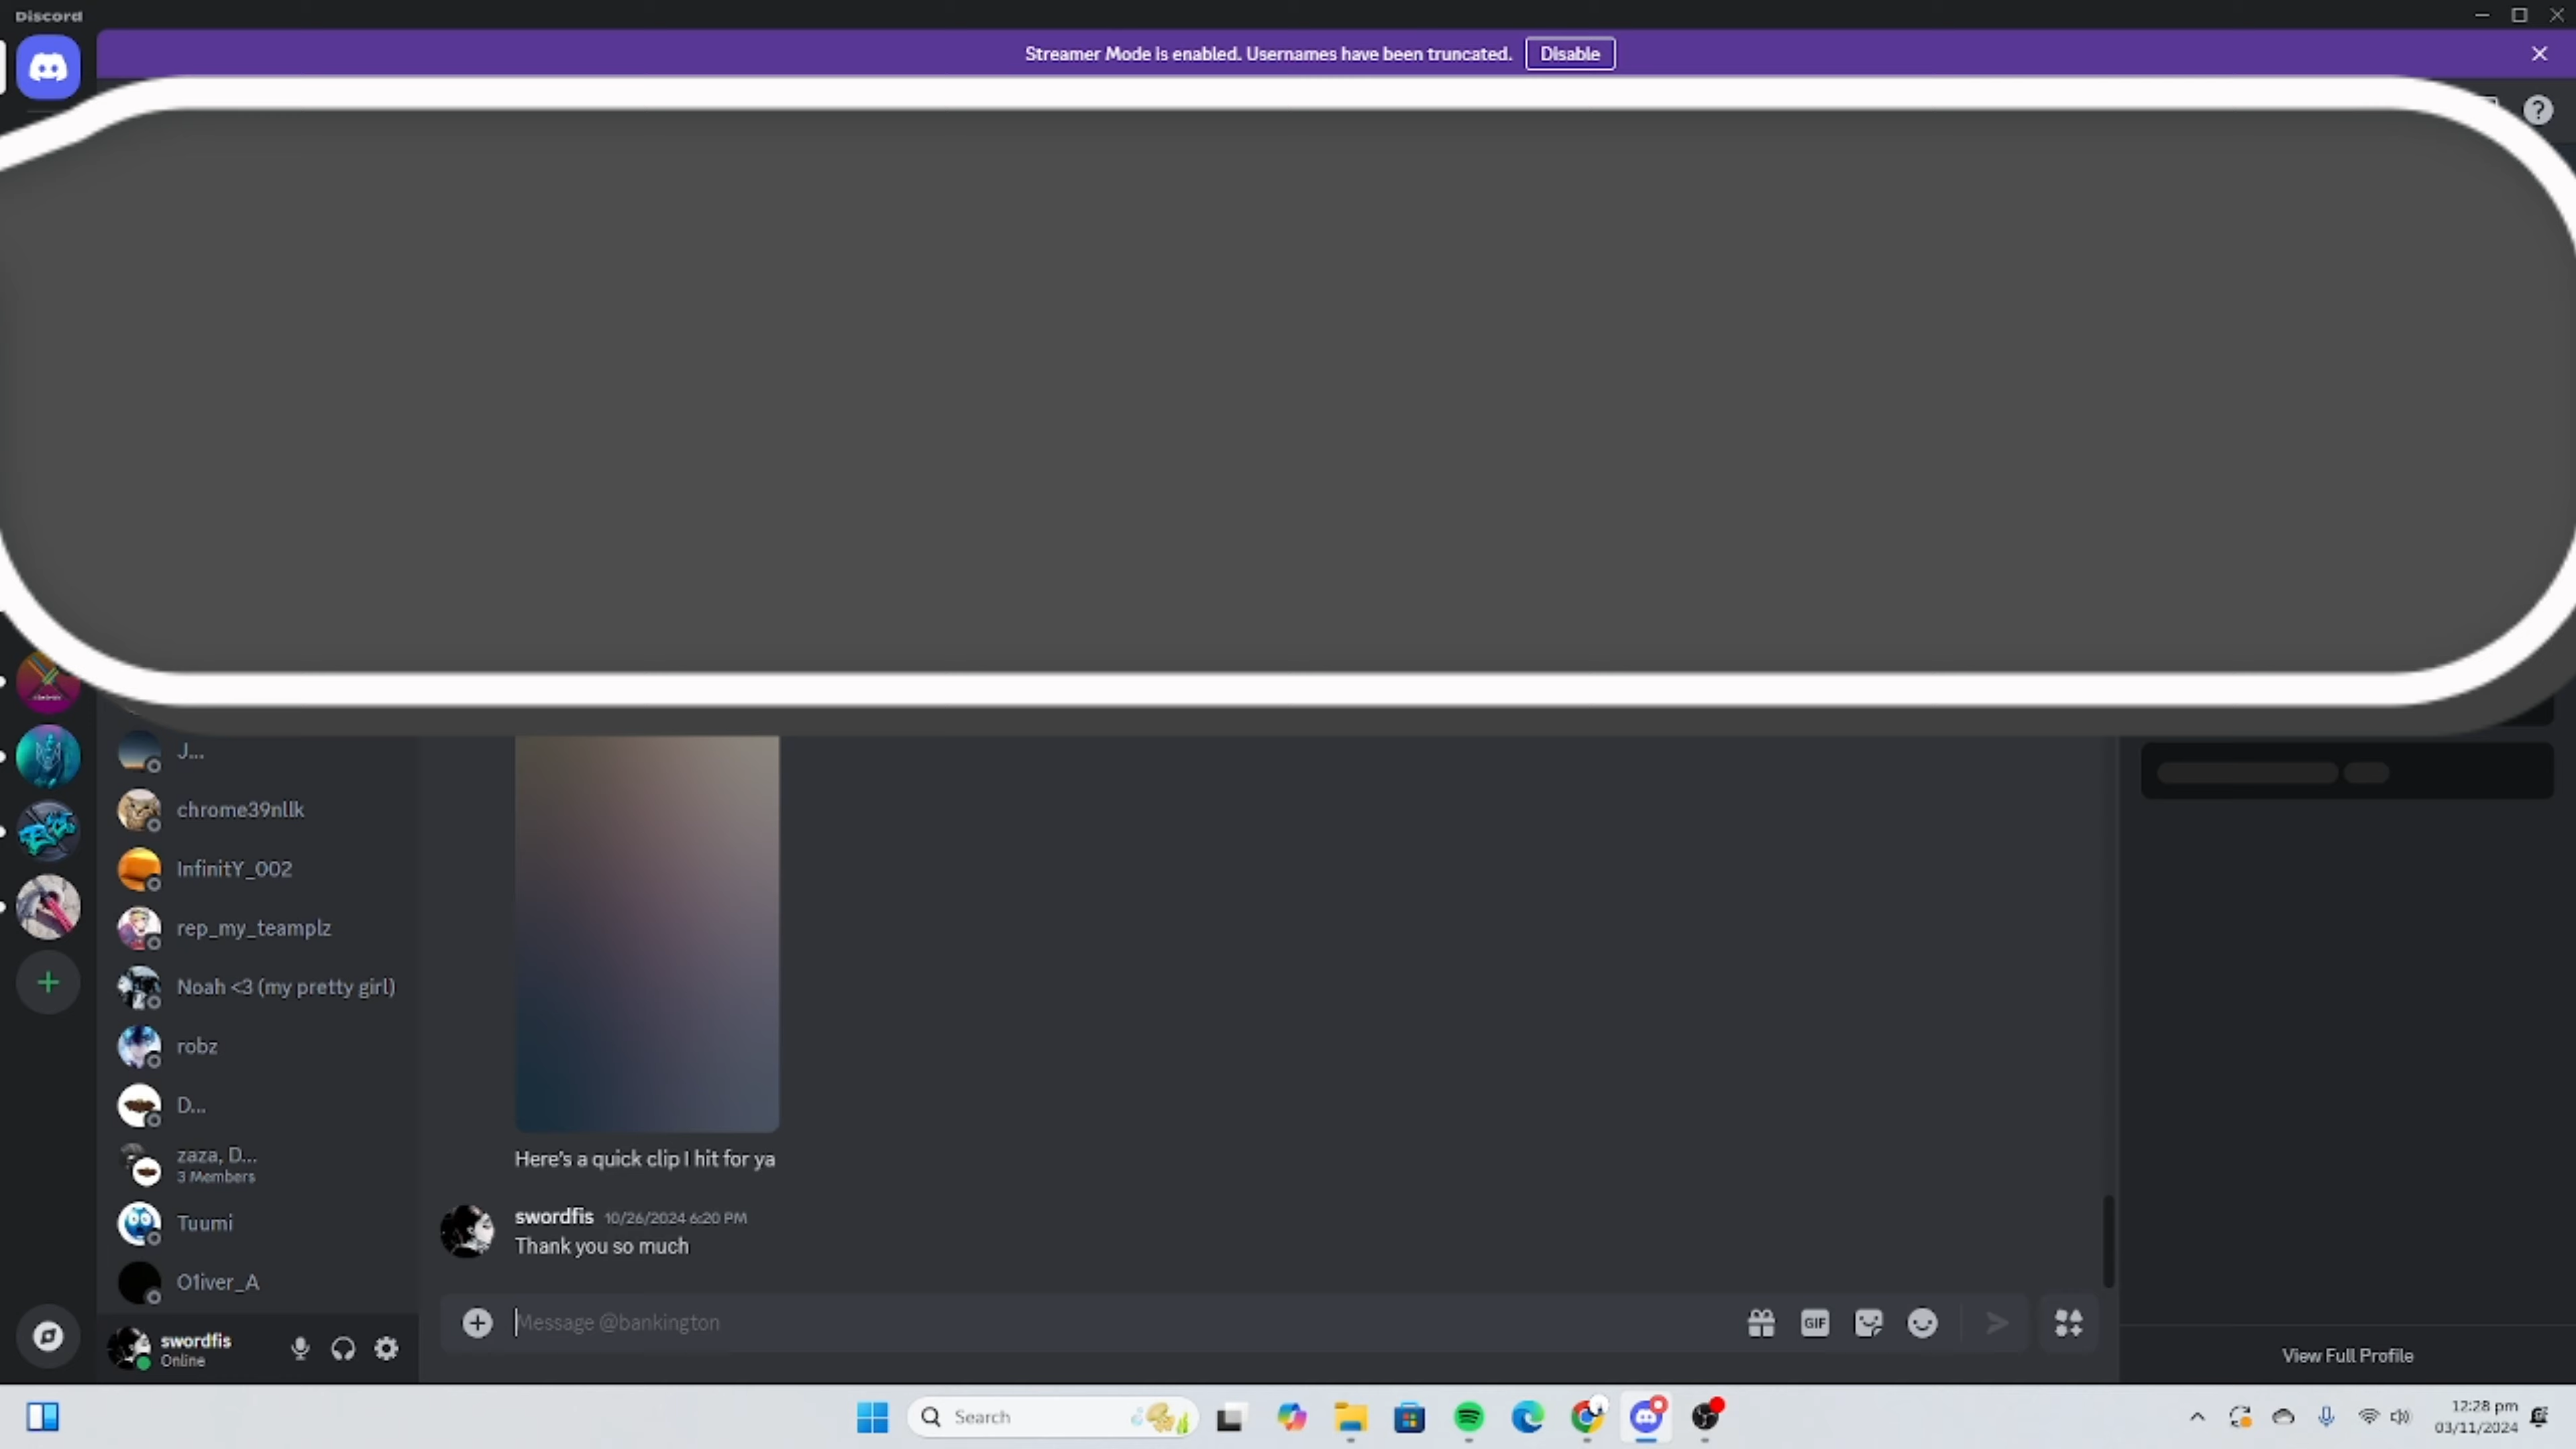 Discord
Streamer Mode is enabled. Usernames have been truncated. Disable
J...
chrome39nllk
InfinitY_002
rep_my_teamplz
Noah <3 (my pretty girl)
robz
D...
zaza, D...
3 Members
Tuumi
O1iver_A
swordfis
Online
Here's a quick clip I hit for ya
swordfis 10/26/2024 6:20 PM
Thank you so much
Message @bankington
GIF
View Full Profile
Search
12:28 pm
03/11/2024